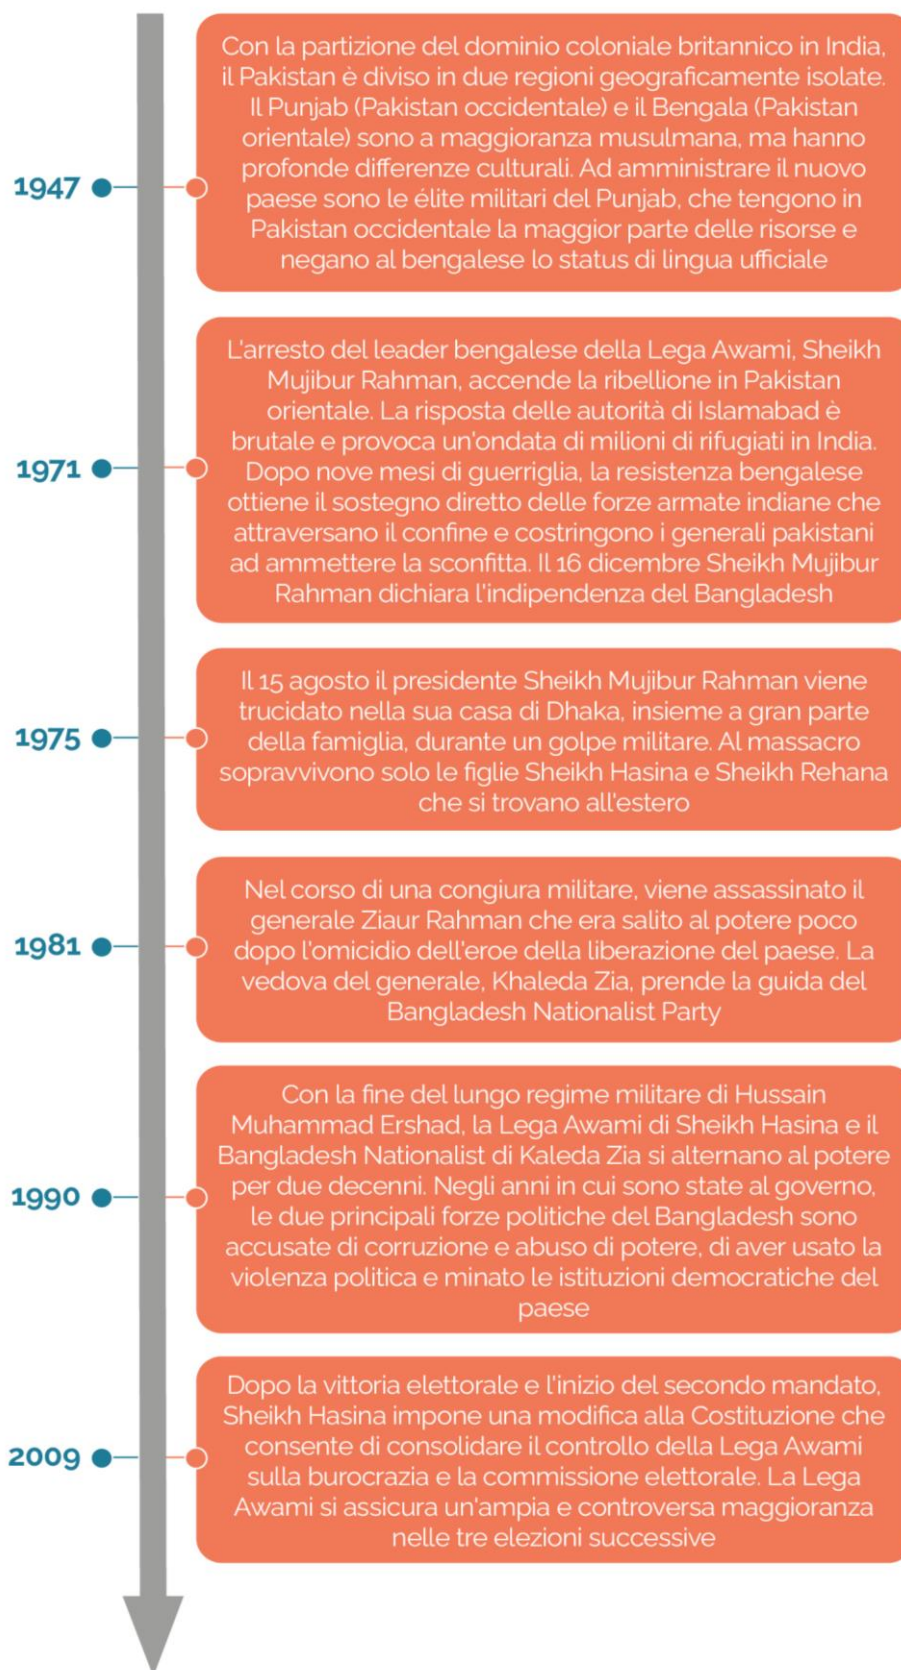 Con la partizione del dominio coloniale britannico in India,
il Pakistan è diviso in due regioni geograficamente isolate.
Il Punjab (Pakistan occidentale) e il Bengala (Pakistan
orientale) sono a maggioranza musulmana, ma hanno
profonde differenze culturali. Ad amministrare il nuovo
1947
paese sono le élite militari del Punjab, che tengono in
Pakistan occidentale la maggior parte delle risorse e
negano al bengalese lo status di lingua ufficiale
L'arresto del leader bengalese della Lega Awami, Sheikh
Mujibur Rahman, accende la ribellione in Pakistan
orientale. La risposta delle autorità di Islamabad è
brutale e provoca un'ondata di milioni di rifugiati in India.
1971
Dopo nove mesi di guerriglia, la resistenza bengalese
ottiene il sostegno diretto delle forze armate indiane che
attraversano il confine e costringono i generali pakistani
ad ammettere la sconfitta. Il 16 dicembre Sheikh Mujibur
Rahman dichiara l'indipendenza del Bangladesh
Il 15 agosto il presidente Sheikh Mujibur Rahman viene
trucidato nella sua casa di Dhaka, insieme a gran parte
1975
della famiglia, durante un golpe militare. Al massacro
sopravvivono solo le figlie Sheikh Hasina e Sheikh Rehana
che si trovano all'estero
Nel corso di una congiura militare, viene assassinato il
generale Ziaur Rahman che era salito al potere poco
1981
dopo l'omicidio dell'eroe della liberazione del paese. La
vedova del generale, Khaleda Zia, prende la guida del
Bangladesh Nationalist Party
Con la fine del lungo regime militare di Hussain
Muhammad Ershad, la Lega Awami di Sheikh Hasina e il
Bangladesh Nationalist di Kaleda Zia si alternano al potere
1990
per due decenni. Negli anni in cui sono state al governo,
le due principali forze politiche del Bangladesh sono
accusate di corruzione e abuso di potere, di aver usato la
violenza politica e minato le istituzioni democratiche del
paese
Dopo la vittoria elettorale e l'inizio del secondo mandato,
Sheikh Hasina impone una modifica alla Costituzione che
2009
consente di consolidare il controllo della Lega Awami
sulla burocrazia e la commissione elettorale. La Lega
Awami si assicura un'ampia e controversa maggioranza
nelle tre elezioni successive